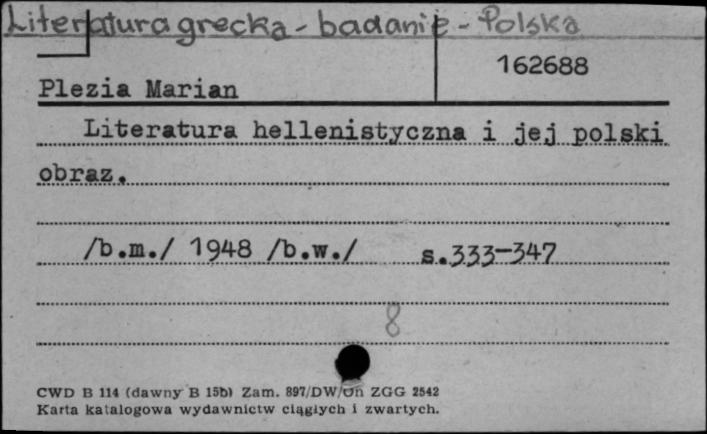 Literatura grecka - badanie - Polska
162688
Plezia Marian
Literatura hellenistyczna i jej polski
obraz.
/b.m./ 1948 /b.w./ s.333-347
8
CWD B 114 (dawny B 15b) Zam. 897/DW/Un ZGG 2542
Karta katalogowa wydawnictw ciągłych i zwartych.